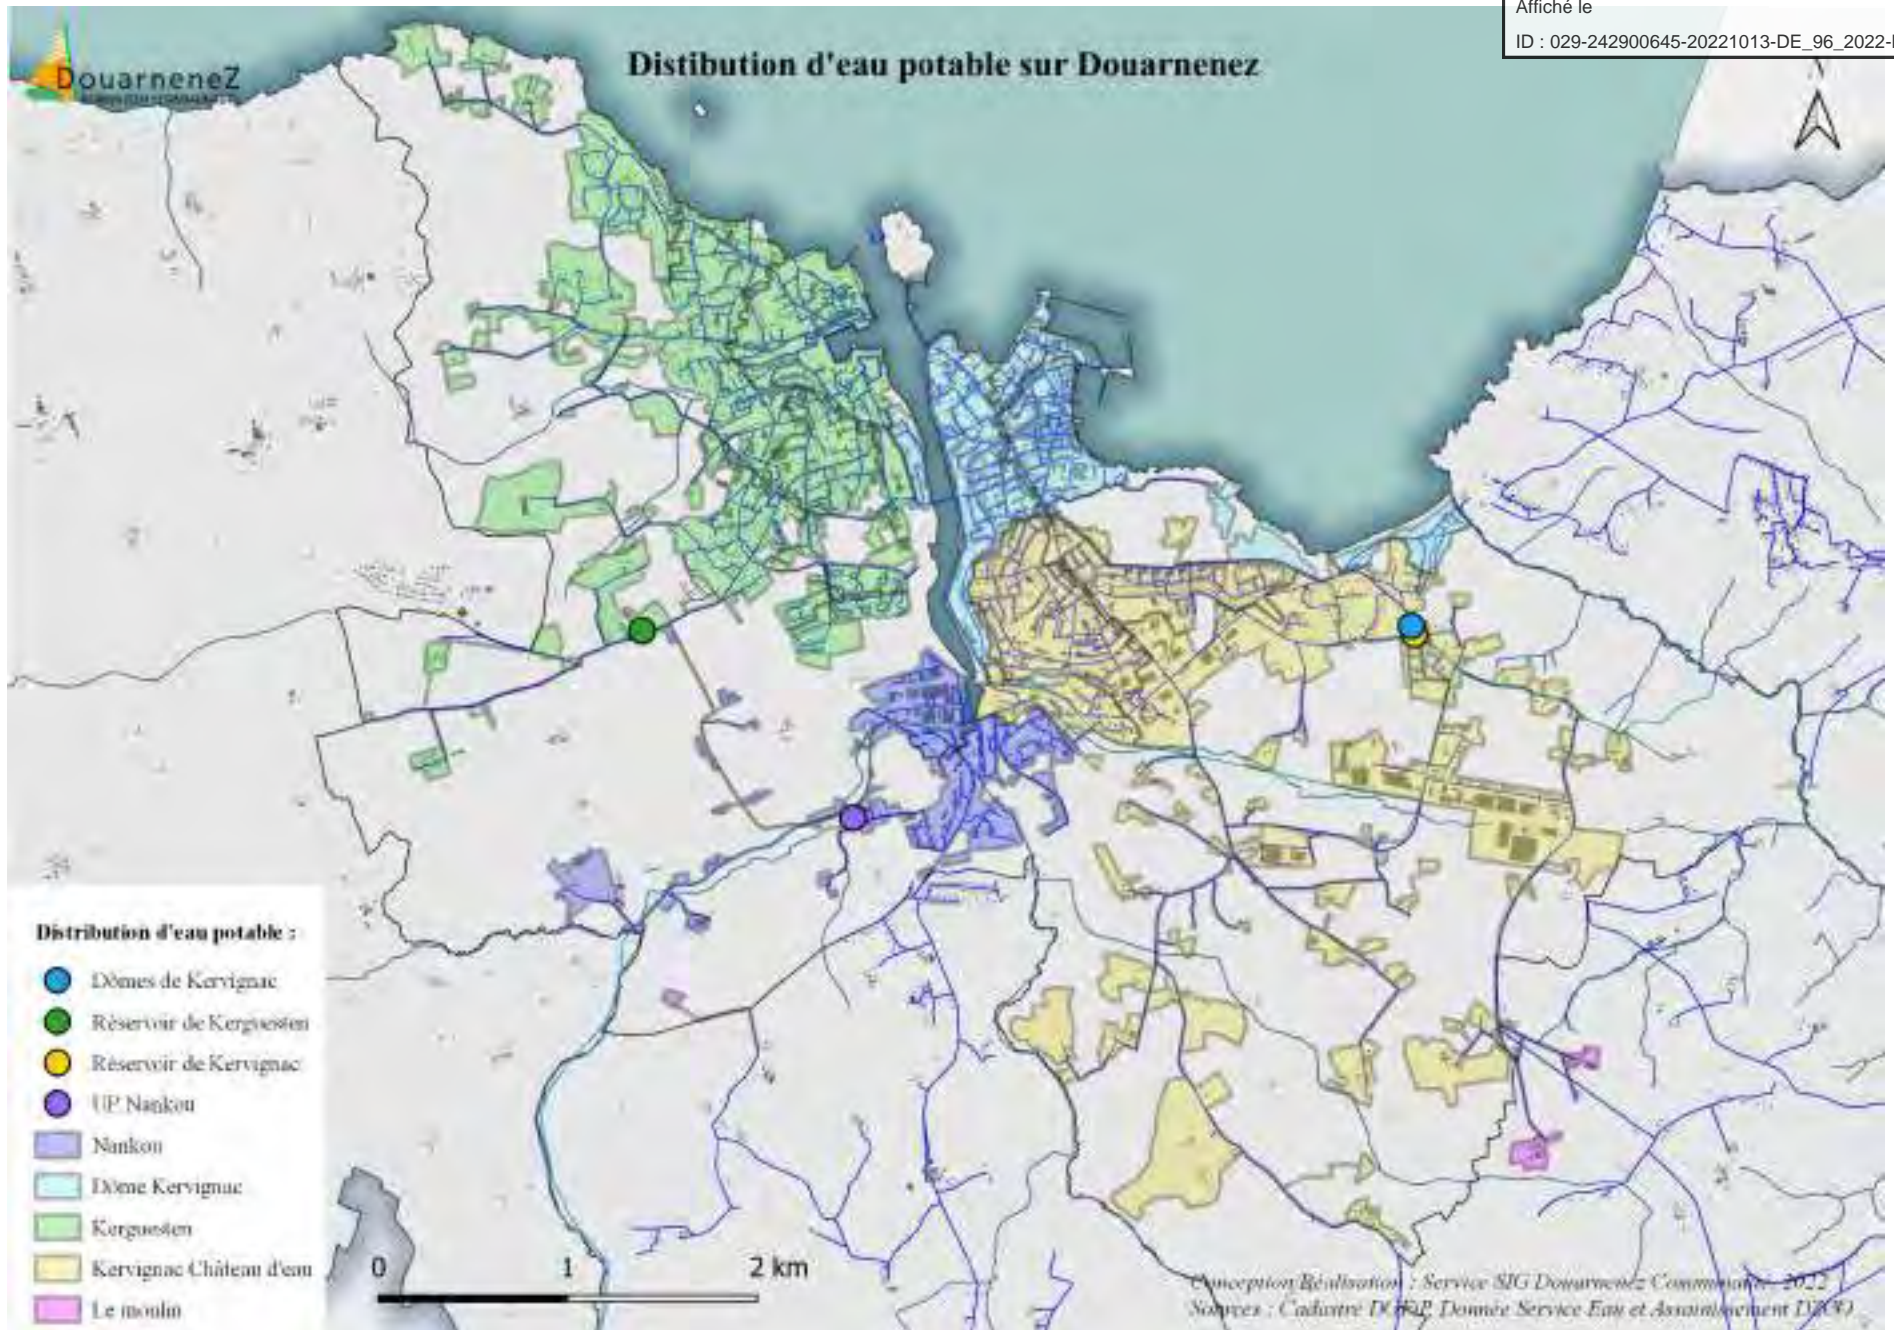 Affiché le
ID : 029-242900645-20221013-DE_96_2022-
DouarneneZ
Distibution d'eau potable sur Douarnenez
Distribution d'eau potable :
Dômes de Kervignac
Réservoir de Kerguesten
Réservoir de Kervignac
UP Nankou
Nankou
Dôme Kervignac
Kerguesten
Kervignac Château d'eau
Le moulin
0 1 2 km
Conception Réalisation : Service SIG Douarnenez Communauté 2022
Sources : Cadastre DGFiP, Donnée Service Eau et Assainissement